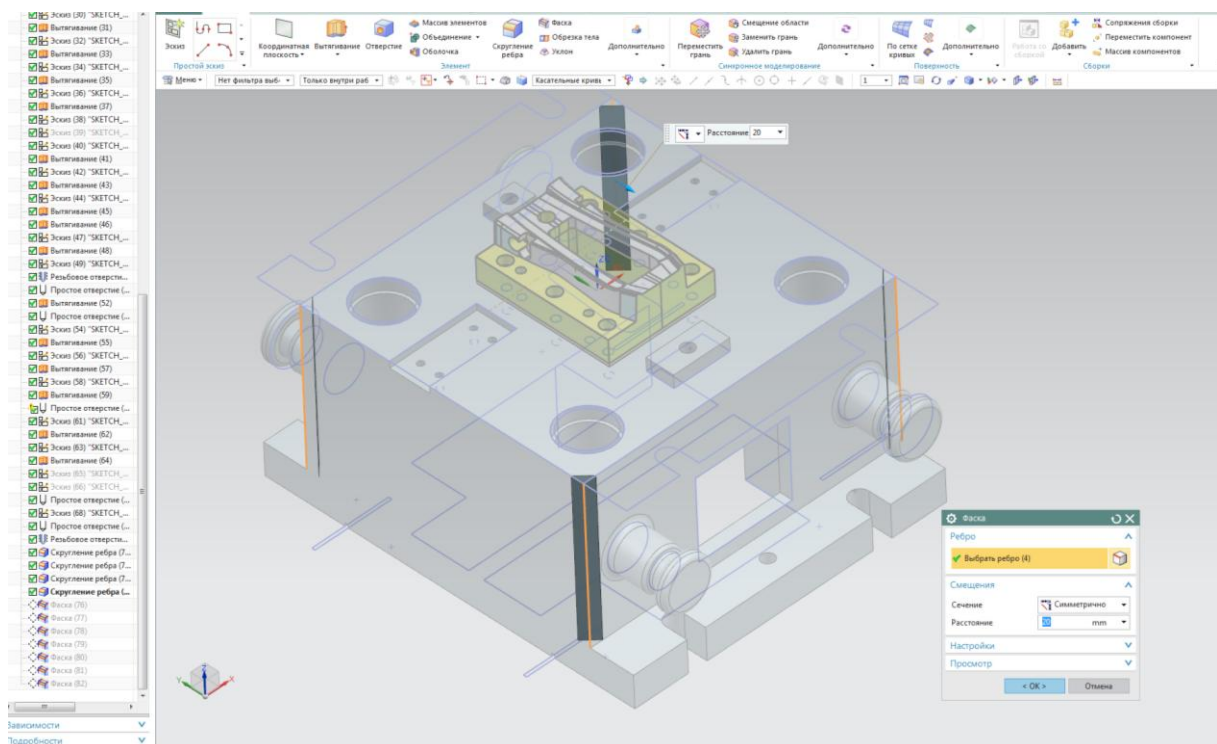 Эскиз
Простой эскиз
Координатная плоскость
Вытягивание
Отверстие
Массив элементов
Объединение
Оболочка
Скругление ребра
Фаска
Обрезка тела
Уклон
Дополнительно
Элемент
Переместить грань
Смещение области
Заменить грань
Удалить грань
Дополнительно
Синхронное моделирование
По сетке кривых
Дополнительно
Поверхность
Работа со сборкой
Добавить
Сопряжения сборки
Переместить компонент
Массив компонентов
Сборки
Меню
Нет фильтра выб-
Только внутри раб
Касательные кривь
1
Эскиз (30) "SKETCH_...
Вытягивание (31)
Эскиз (32) "SKETCH_...
Вытягивание (33)
Эскиз (34) "SKETCH_...
Вытягивание (35)
Эскиз (36) "SKETCH_...
Вытягивание (37)
Эскиз (38) "SKETCH_...
Эскиз (39) "SKETCH_...
Эскиз (40) "SKETCH_...
Вытягивание (41)
Эскиз (42) "SKETCH_...
Вытягивание (43)
Эскиз (44) "SKETCH_...
Вытягивание (45)
Вытягивание (46)
Эскиз (47) "SKETCH_...
Вытягивание (48)
Эскиз (49) "SKETCH_...
Резьбовое отверсти...
Простое отверстие (...
Вытягивание (52)
Простое отверстие (...
Эскиз (54) "SKETCH_...
Вытягивание (55)
Эскиз (56) "SKETCH_...
Вытягивание (57)
Эскиз (58) "SKETCH_...
Вытягивание (59)
Простое отверстие (...
Эскиз (61) "SKETCH_...
Вытягивание (62)
Эскиз (63) "SKETCH_...
Вытягивание (64)
Эскиз (65) "SKETCH_...
Эскиз (66) "SKETCH_...
Простое отверстие (...
Эскиз (68) "SKETCH_...
Простое отверстие (...
Резьбовое отверсти...
Скругление ребра (7...
Скругление ребра (7...
Скругление ребра (7...
Скругление ребра (...
Фаска (76)
Фаска (77)
Фаска (78)
Фаска (79)
Фаска (80)
Фаска (81)
Фаска (82)
Зависимости
Подробности
Расстояние 20
Z
Y
X
Фаска
Ребро
Выбрать ребро (4)
Смещения
Сечение Симметрично
Расстояние 20 mm
Настройки
Просмотр
< OK > Отмена